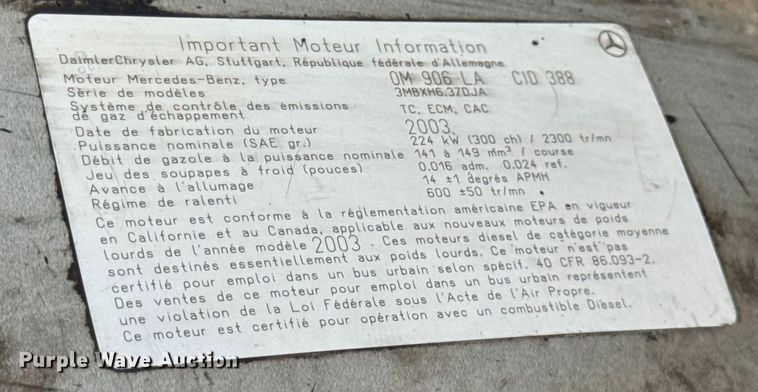 Important Moteur Information
DaimlerChrysler AG, Stuttgart, République fédérale d'Allemagne
Moteur Mercedes-Benz, type OM 906 LA CID 388
Série de modèles 3MBXH6.37DJA
Système de contrôle des émissions de gaz d'échappement TC, ECM, CAC
Date de fabrication du moteur 2003.
Puissance nominale (SAE gr.) 224 kW (300 ch) / 2300 tr/mn
Débit de gazole à la puissance nominale 141 à 149 mm³ / course
Jeu des soupapes à froid (pouces) 0.016 adm. 0.024 ref.
Avance à l'allumage 14 ±1 degrés APMH
Régime de ralenti 600 ±50 tr/mn
Ce moteur est conforme à la réglementation américaine EPA en vigueur
en Californie et au Canada, applicable aux nouveaux moteurs de poids
lourds de l'année modèle 2003. Ces moteurs diesel de catégorie moyenne
sont destinés essentiellement aux poids lourds. Ce moteur n'est pas
certifié pour emploi dans un bus urbain selon spécif. 40 CFR 86.093-2.
Des ventes de ce moteur pour emploi dans un bus urbain représentent
une violation de la Loi Fédérale sous l'Acte de l'Air Propre.
Ce moteur est certifié pour opération avec un combustible Diesel.
Purple Wave Auction